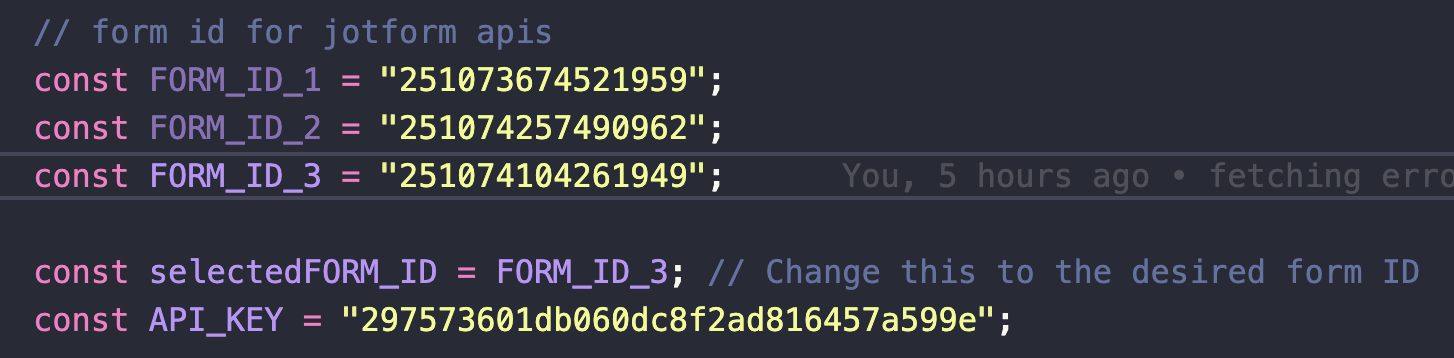 // form id for jotform apis
const FORM_ID_1 = "251073674521959";
const FORM_ID_2 = "251074257490962";
const FORM_ID_3 = "251074104261949"; You, 5 hours ago • fetching erro
const selectedFORM_ID = FORM_ID_3; // Change this to the desired form ID
const API_KEY = "297573601db060dc8f2ad816457a599e";